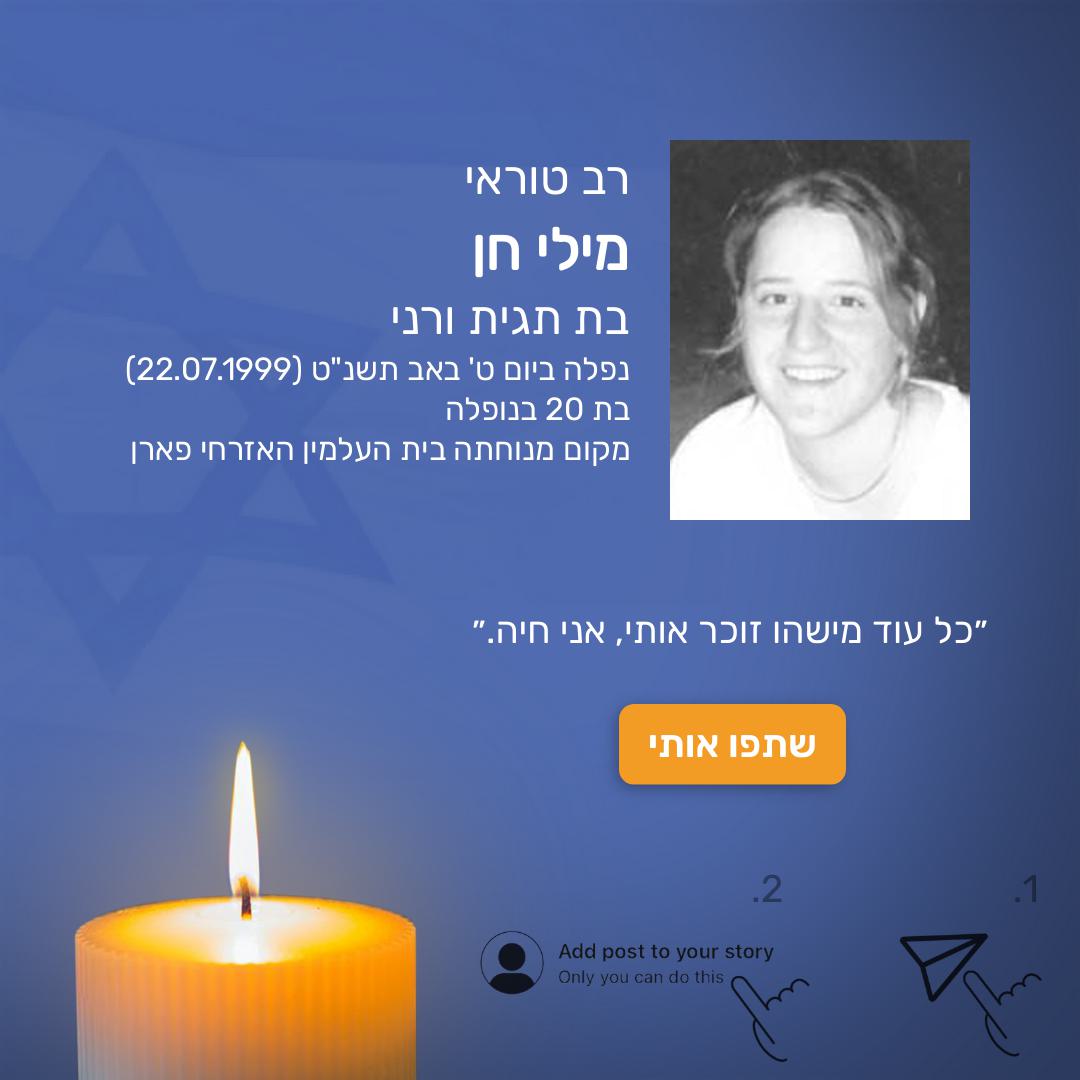 רב טוראי
מילי חן
בת תגית ורני
נפלה ביום ט' באב תשנ"ט (22.07.1999)
בת 20 בנופלה
מקום מנוחתה בית העלמין האזרחי פארן
״כל עוד מישהו זוכר אותי, אני חיה.״
שתפו אותי
1.
2.
Add post to your story
Only you can do this